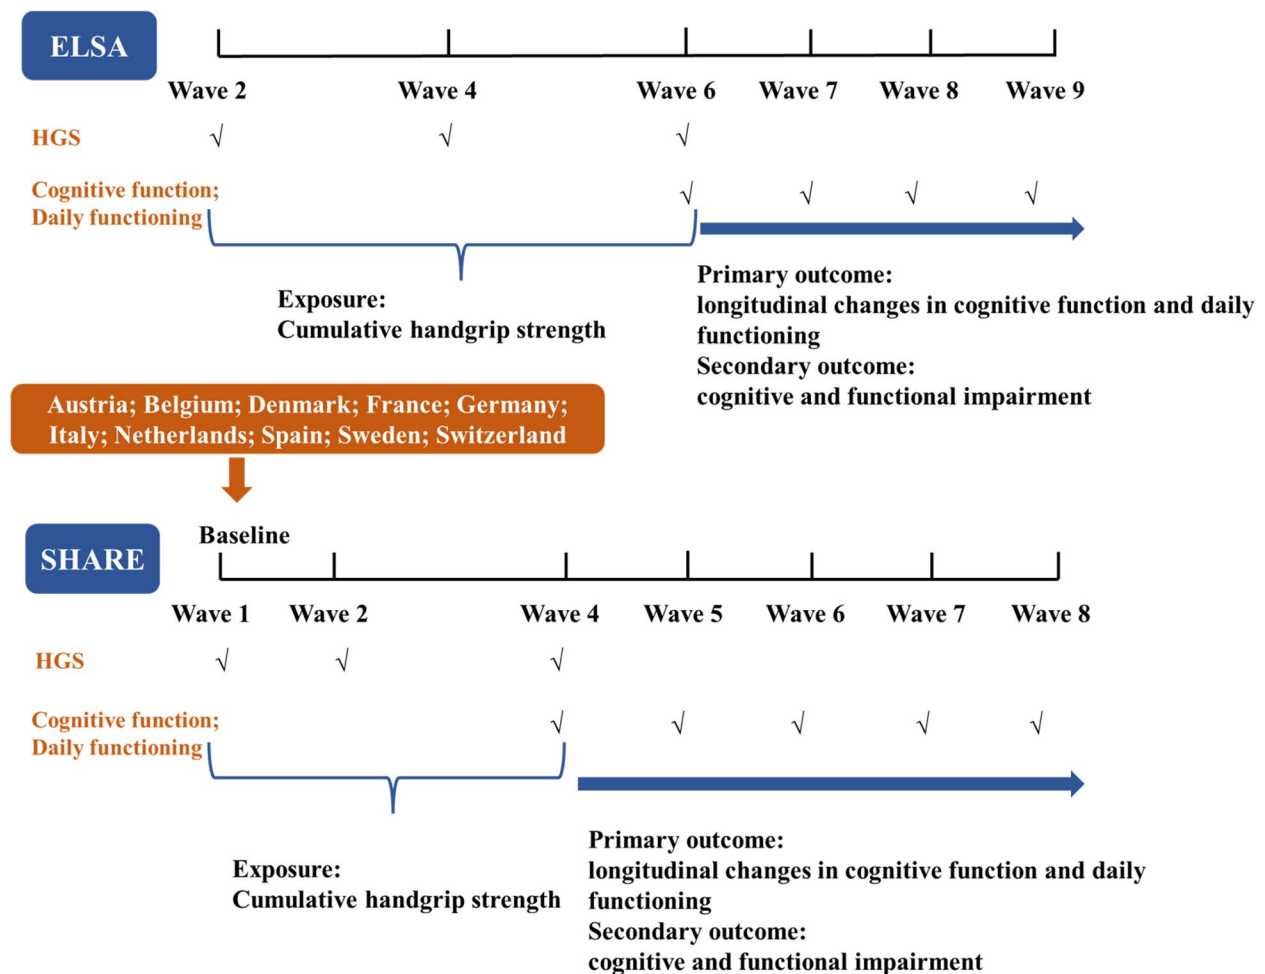 ELSA
Wave 2 Wave 4 Wave 6 Wave 7 Wave 8 Wave 9
HGS √ √ √
Cognitive function; √ √ √ √
Daily functioning
Exposure:
Cumulative handgrip strength
Primary outcome:
longitudinal changes in cognitive function and daily
functioning
Secondary outcome:
cognitive and functional impairment
Austria; Belgium; Denmark; France; Germany;
Italy; Netherlands; Spain; Sweden; Switzerland
Baseline
SHARE
Wave 1 Wave 2 Wave 4 Wave 5 Wave 6 Wave 7 Wave 8
HGS √ √ √
Cognitive function; √ √ √ √ √
Daily functioning
Exposure:
Cumulative handgrip strength
Primary outcome:
longitudinal changes in cognitive function and daily
functioning
Secondary outcome:
cognitive and functional impairment